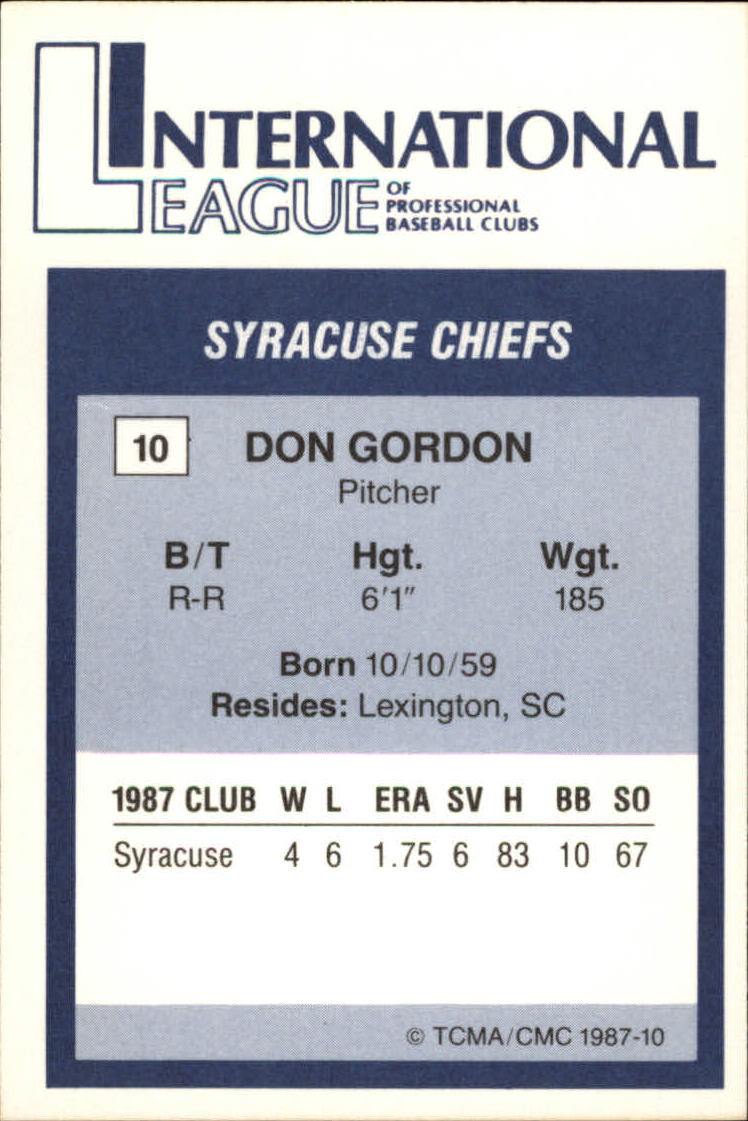 INTERNATIONAL
LEAGUE OF
PROFESSIONAL
BASEBALL CLUBS
SYRACUSE CHIEFS
10 DON GORDON
Pitcher
B/T Hgt. Wgt.
R-R 6'1" 185
Born 10/10/59
Resides: Lexington, SC
1987 CLUB W L ERA SV H BB SO
Syracuse 4 6 1.75 6 83 10 67
© TCMA/CMC 1987-10